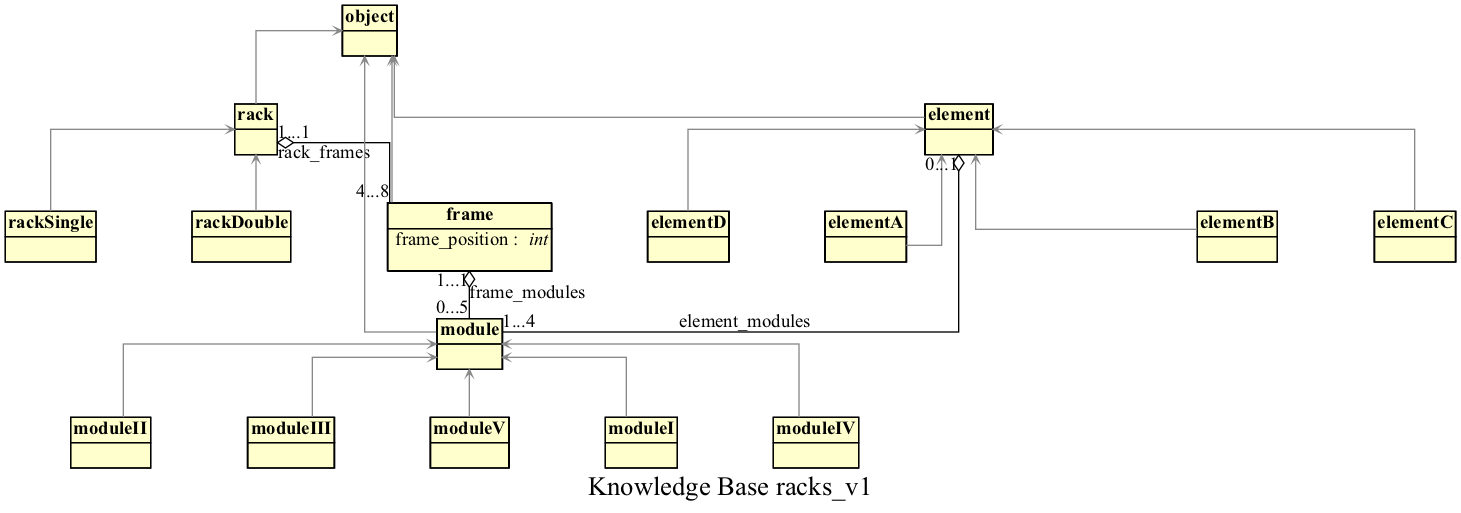 object
rack
element
1...1
rack_frames
0...1
4...8
rackSingle
rackDouble
frame
frame_position : int
elementD
elementA
elementB
elementC
1...1
frame_modules
0...5
1...4
element_modules
module
moduleII
moduleIII
moduleV
moduleI
moduleIV
Knowledge Base racks_v1